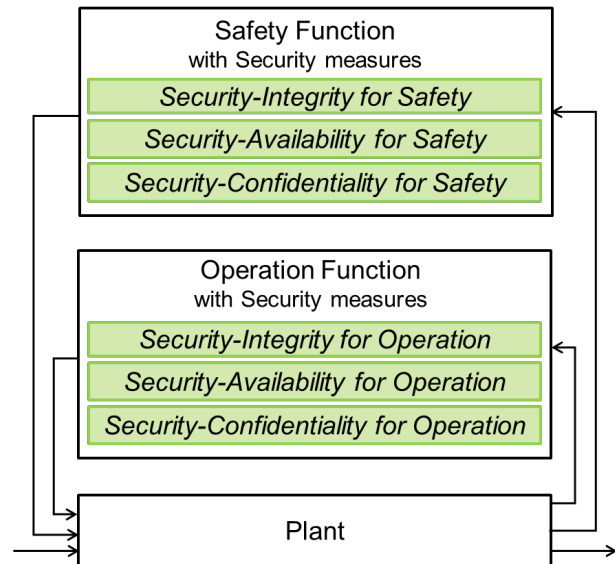 Safety Function
with Security measures
Security-Integrity for Safety
Security-Availability for Safety
Security-Confidentiality for Safety
Operation Function
with Security measures
Security-Integrity for Operation
Security-Availability for Operation
Security-Confidentiality for Operation
Plant